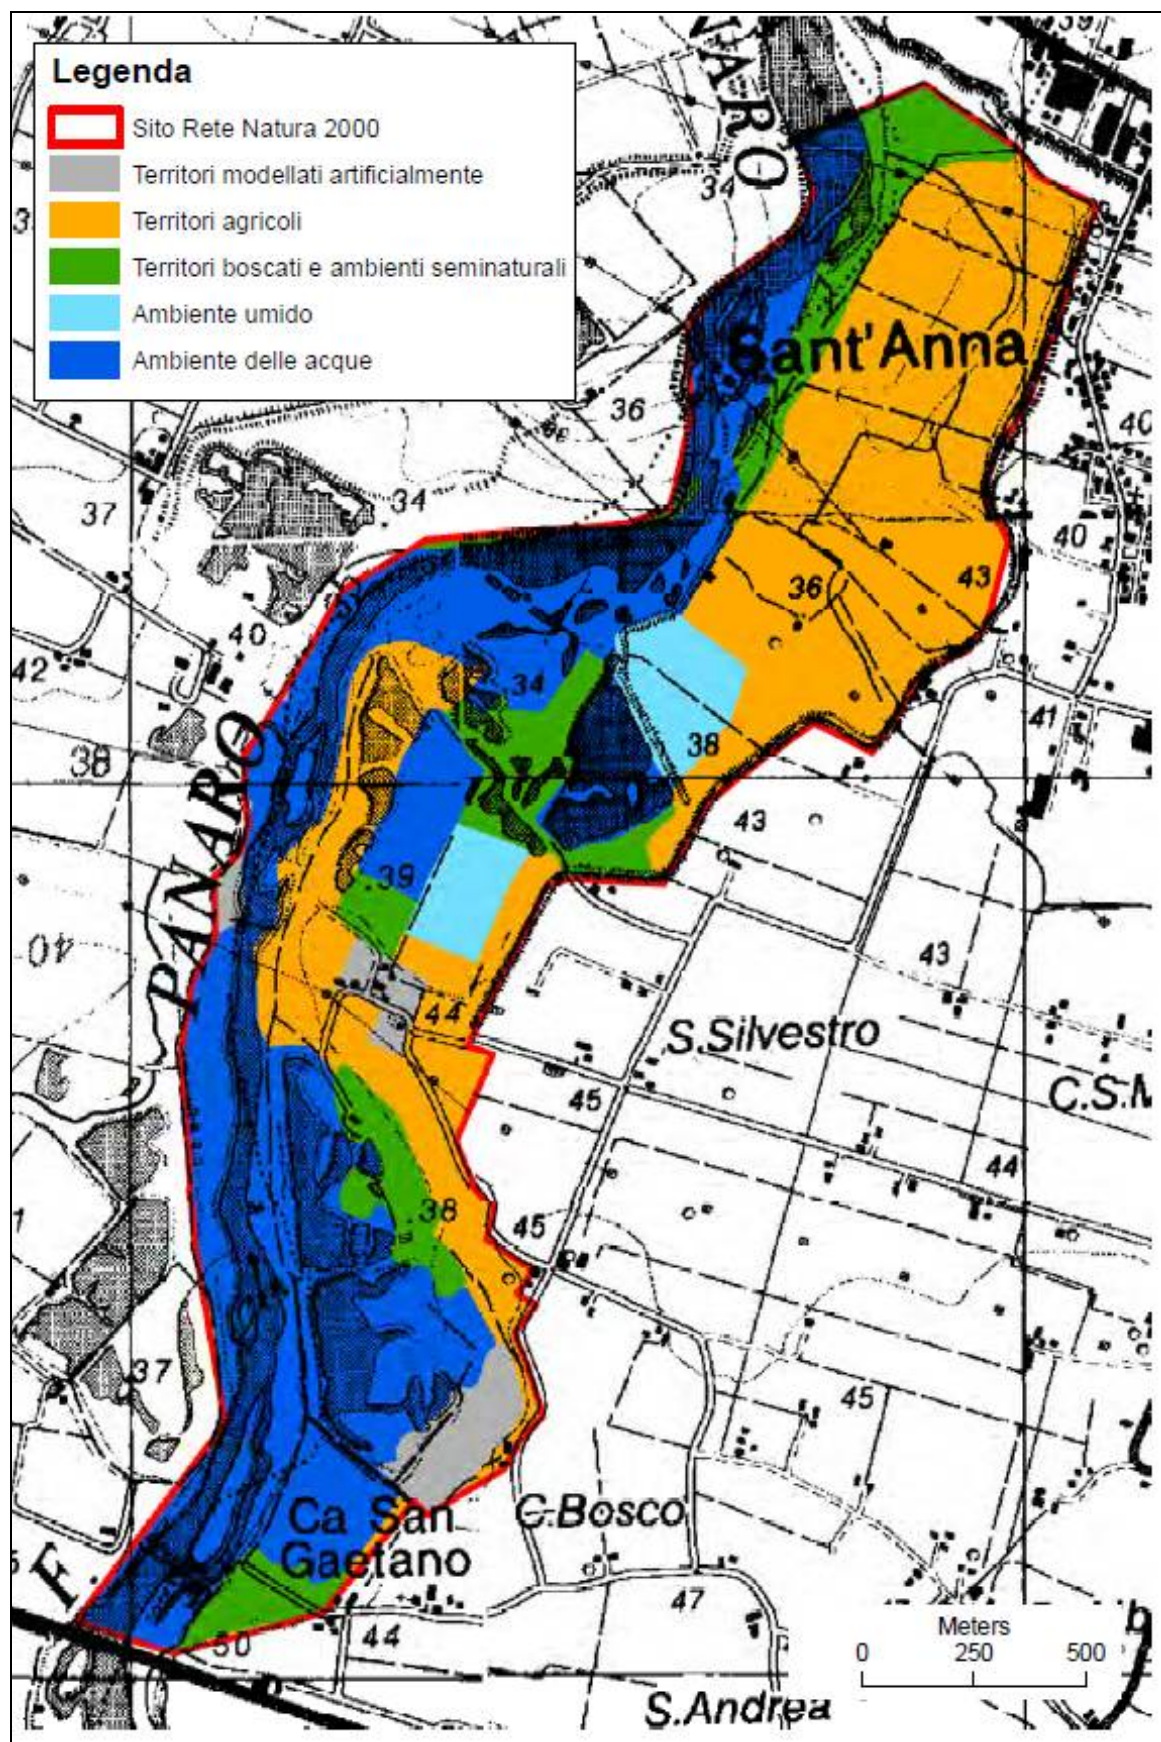 Legenda
Sito Rete Natura 2000
Territori modellati artificialmente
Territori agricoli
Territori boscati e ambienti seminaturali
Ambiente umido
Ambiente delle acque
NARO
39
34
Sant'Anna
36
40
37
34
40
36
43
40
42
34
41
38
38
PANARO
43
39
43
40
44
S.Silvestro
45
C.S.M
44
38
45
37
45
Ca San
Gaetano
C.Bosco
F.
47
50
44
Meters
0 250 500
S.Andrea